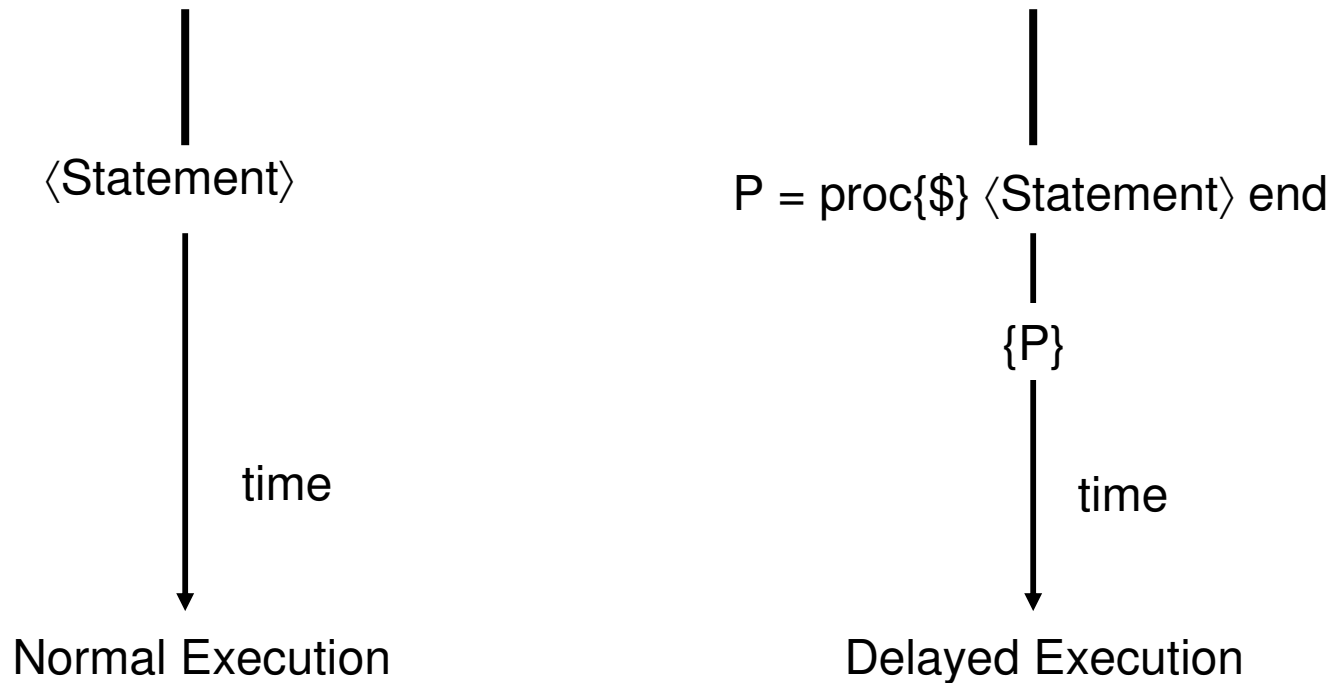 ⟨Statement⟩
time
Normal Execution
P = proc{$} ⟨Statement⟩ end
{P}
time
Delayed Execution